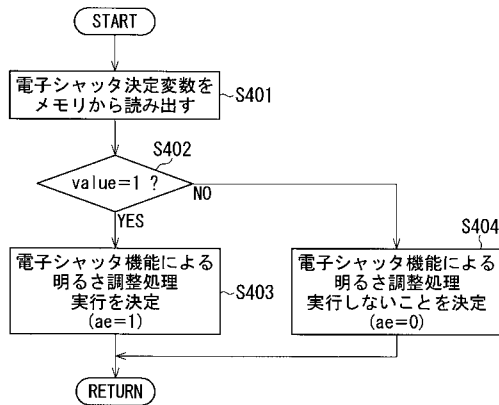 START
電子シャッタ決定変数を
メモリから読み出す
S401
S402
value=1 ?
NO
YES
電子シャッタ機能による
明るさ調整処理
実行を決定
(ae=1)
S403
S404
電子シャッタ機能による
明るさ調整処理
実行しないことを決定
(ae=0)
RETURN